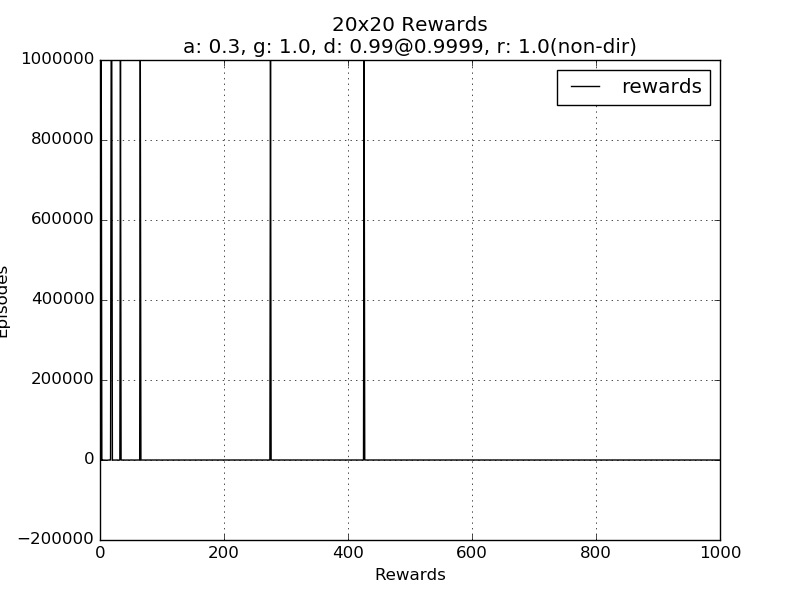 20x20 Rewards
a: 0.3, g: 1.0, d: 0.99@0.9999, r: 1.0(non-dir)
1000000
rewards
800000
600000
400000
Episodes
200000
0
−200000
0 200 400 600 800 1000
Rewards